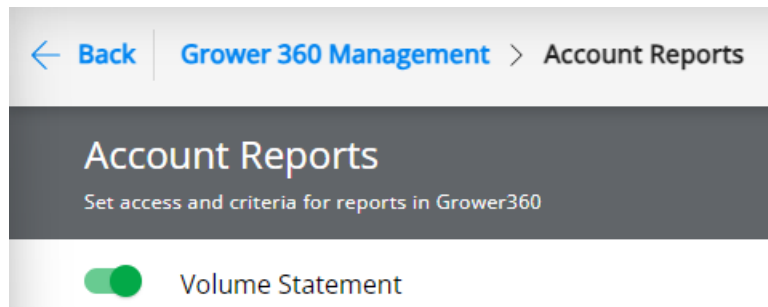 Back Grower 360 Management > Account Reports
Account Reports
Set access and criteria for reports in Grower360
Volume Statement